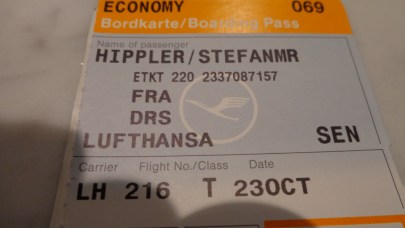 ECONOMY 069
Bordkarte/Boarding Pass
Name of passenger
HIPPLER/STEFANMR
ETKT 220 2337087157
FRA
DRS
LUFTHANSA SEN
Carrier Flight No./Class Date
LH 216 T 23OCT